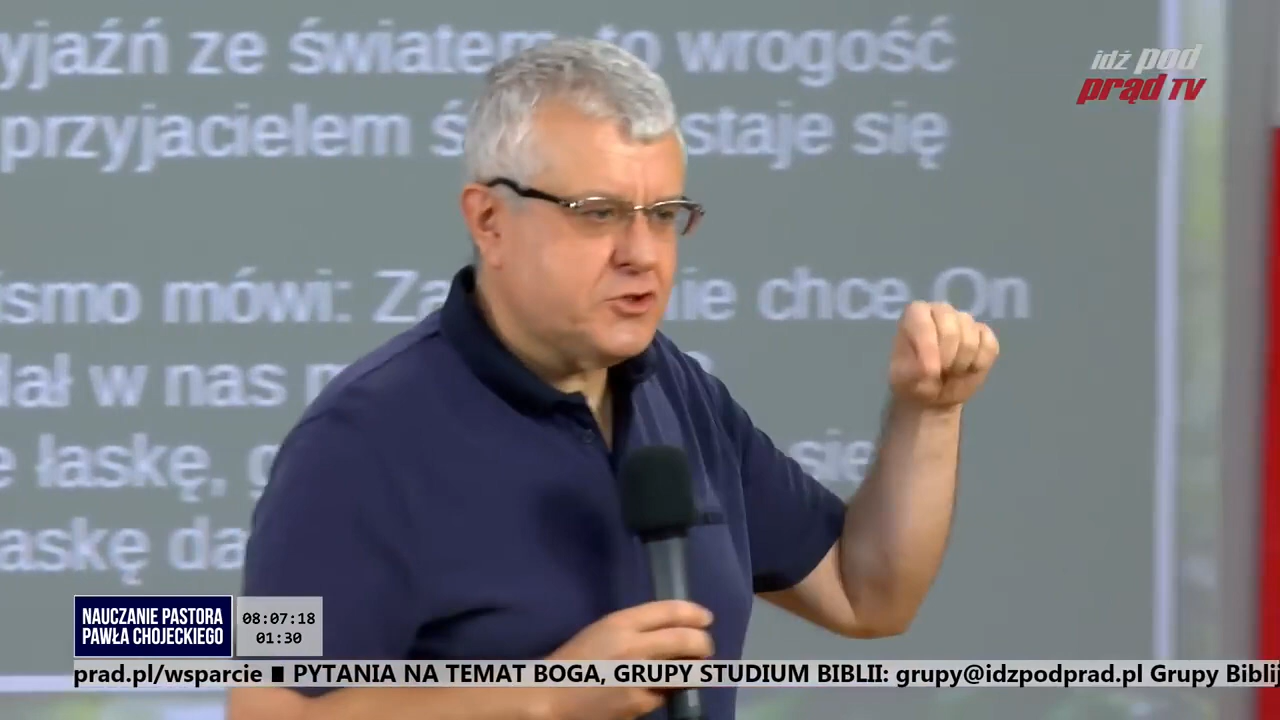 yjaźń ze światem, to wrogość
przyjacielem staje się
ismo mówi: nie chce On
dał w nas
łaskę,
łaskę
idź pod
prąd TV
NAUCZANIE PASTORA
PAWŁA CHOJECKIEGO
08:07:18
01:30
prad.pl/wsparcie ■ PYTANIA NA TEMAT BOGA, GRUPY STUDIUM BIBLII: grupy@idzpodprad.pl Grupy Biblij